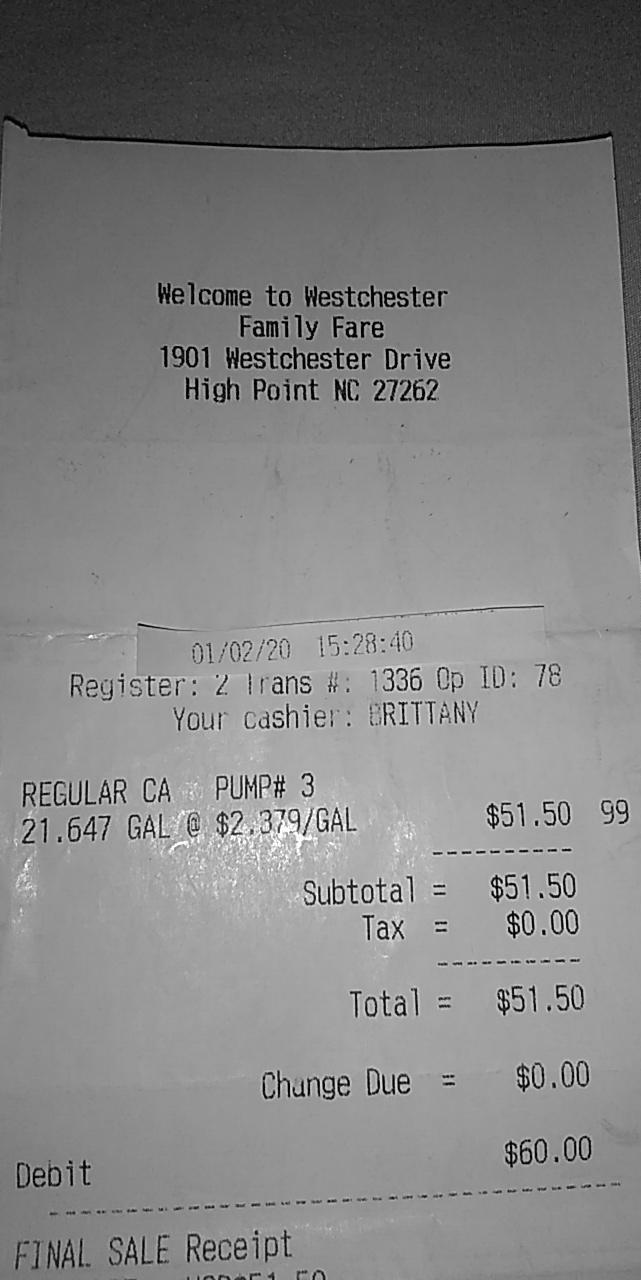 Welcome to Westchester
Family Fare
1901 Westchester Drive
High Point NC 27262
01/02/20 15:28:40
Register: 2 Trans #: 1336 Op ID: 78
Your cashier: BRITTANY
REGULAR CA PUMP# 3
21.647 GAL @ $2.379/GAL $51.50 99
Subtotal = $51.50
Tax = $0.00
Total = $51.50
Change Due = $0.00
Debit $60.00
FINAL SALE Receipt